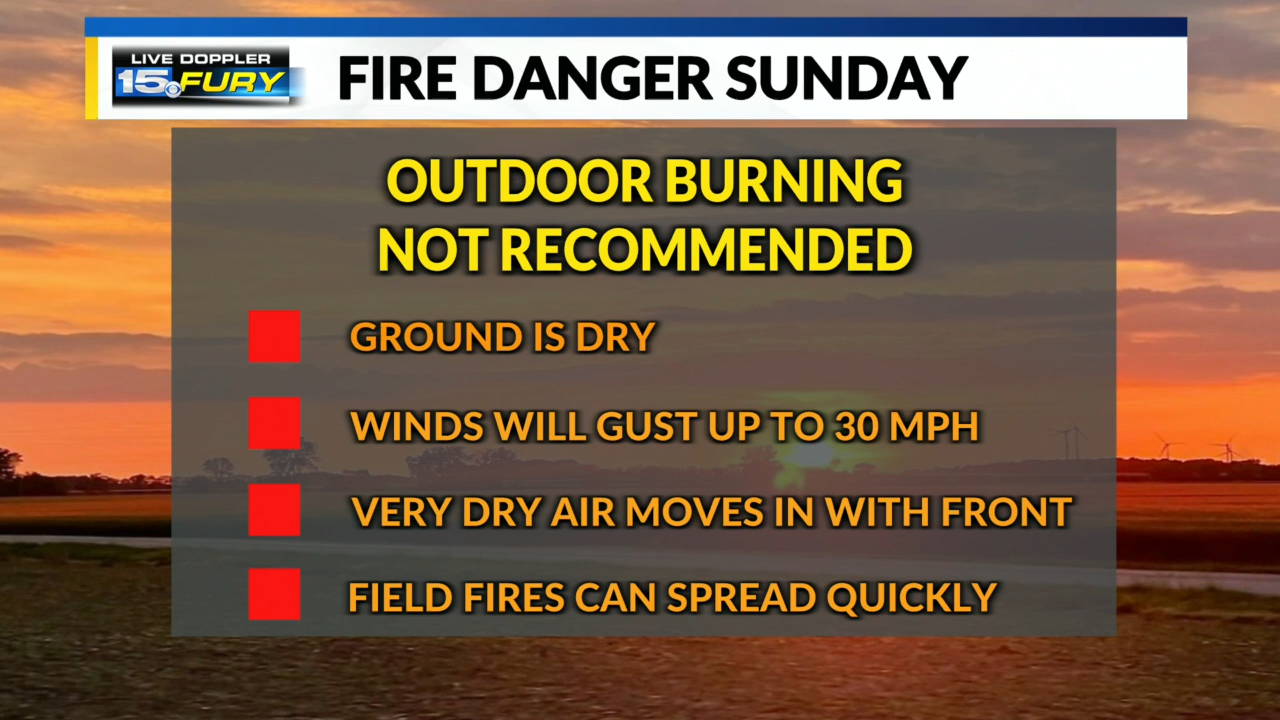 LIVE DOPPLER
15 FURY
FIRE DANGER SUNDAY
OUTDOOR BURNING
NOT RECOMMENDED
GROUND IS DRY
WINDS WILL GUST UP TO 30 MPH
VERY DRY AIR MOVES IN WITH FRONT
FIELD FIRES CAN SPREAD QUICKLY